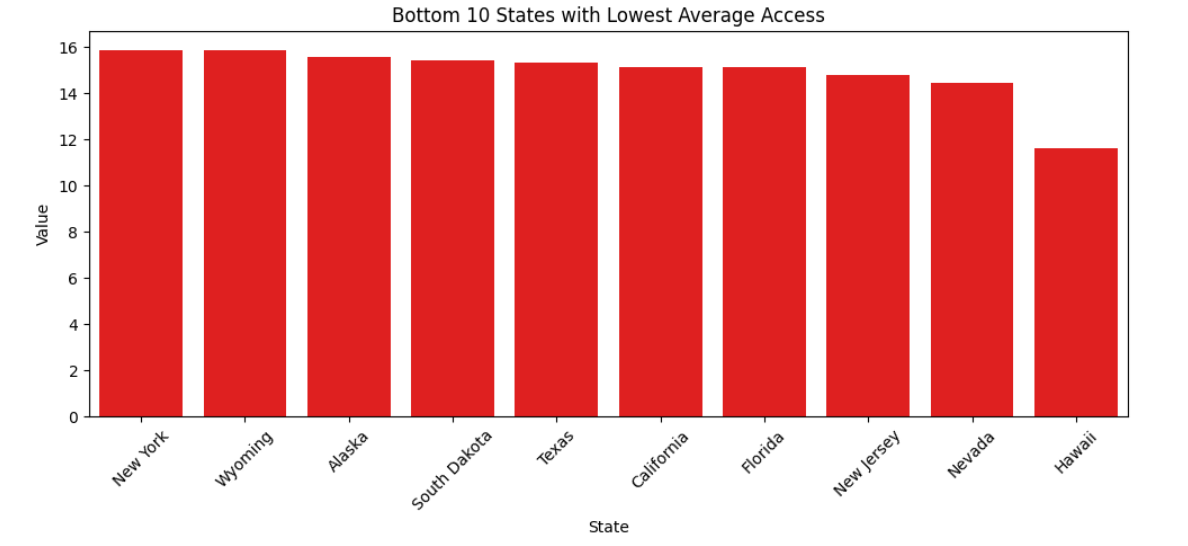 Bottom 10 States with Lowest Average Access
16
14
12
10
8
6
4
2
0
Value
New York
Wyoming
Alaska
South Dakota
Texas
California
Florida
New Jersey
Nevada
Hawaii
State